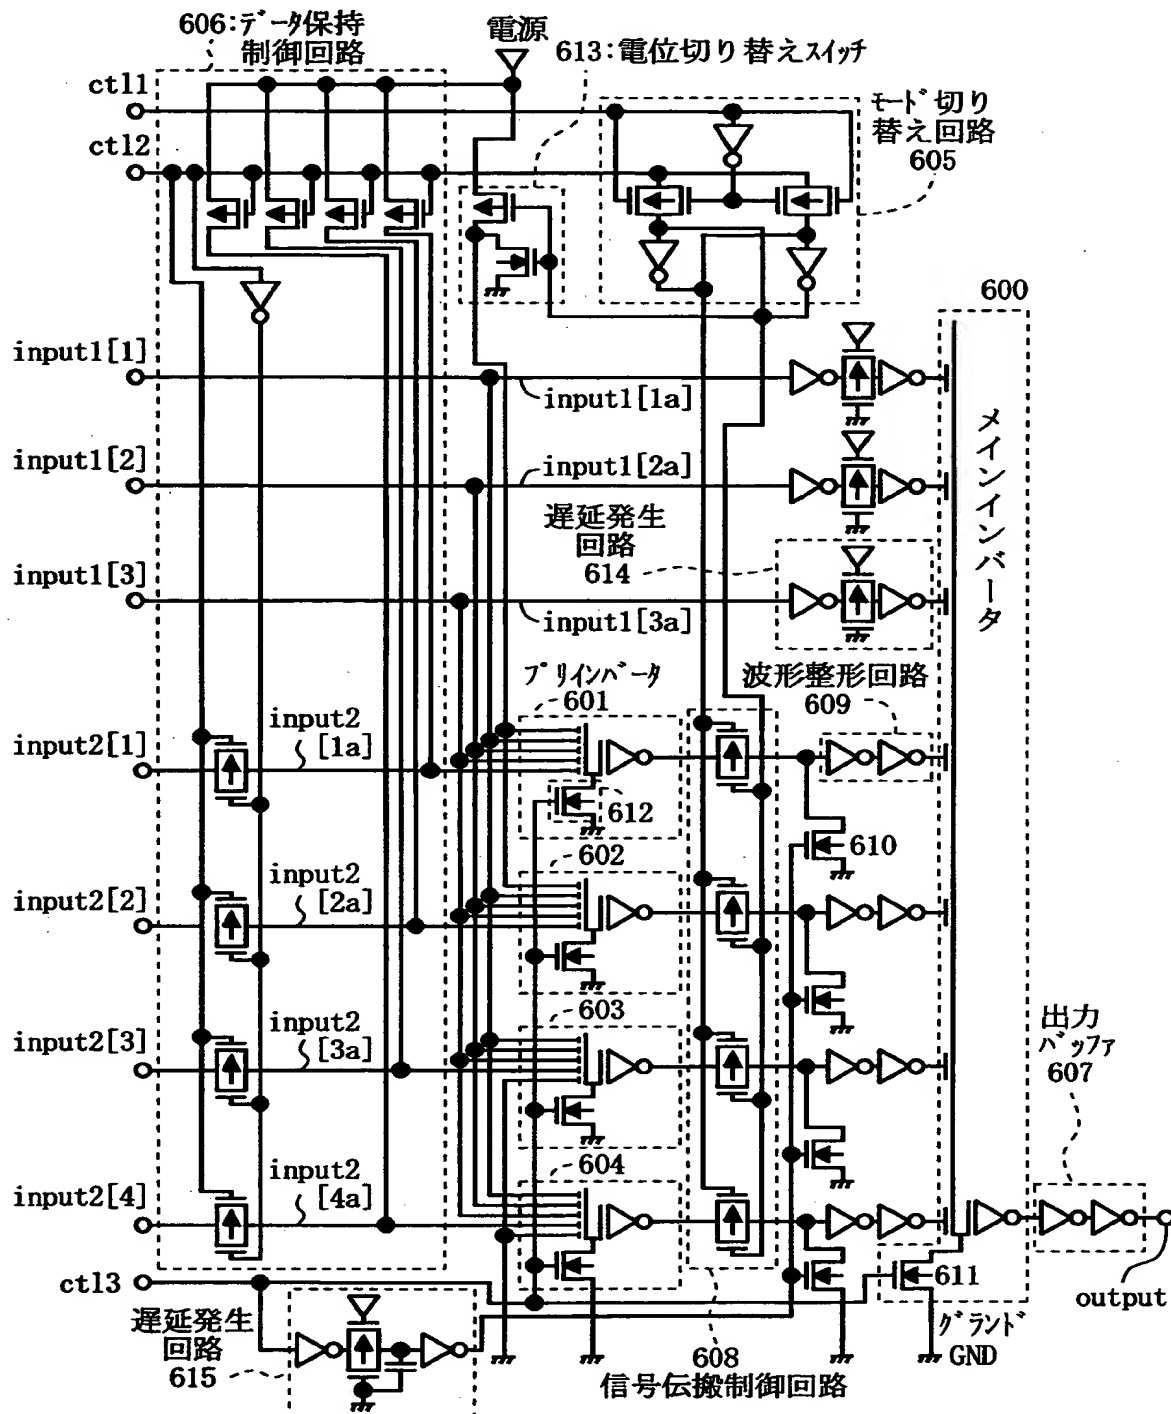 606:データ保持
制御回路
電源
613:電位切り替えスイッチ
ctl1
ctl2
モード切り
替え回路
605
600
メインインバータ
input1[1]
input1[1a]
input1[2]
input1[2a]
遅延発生
回路
614
input1[3]
input1[3a]
プリインバータ
601
波形整形回路
609
input2[1]
input2
[1a]
612
610
602
input2[2]
input2
[2a]
603
input2[3]
input2
[3a]
出力
バッファ
607
604
input2[4]
input2
[4a]
ctl3
611
output
遅延発生
回路
615
608
信号伝搬制御回路
グランド
GND